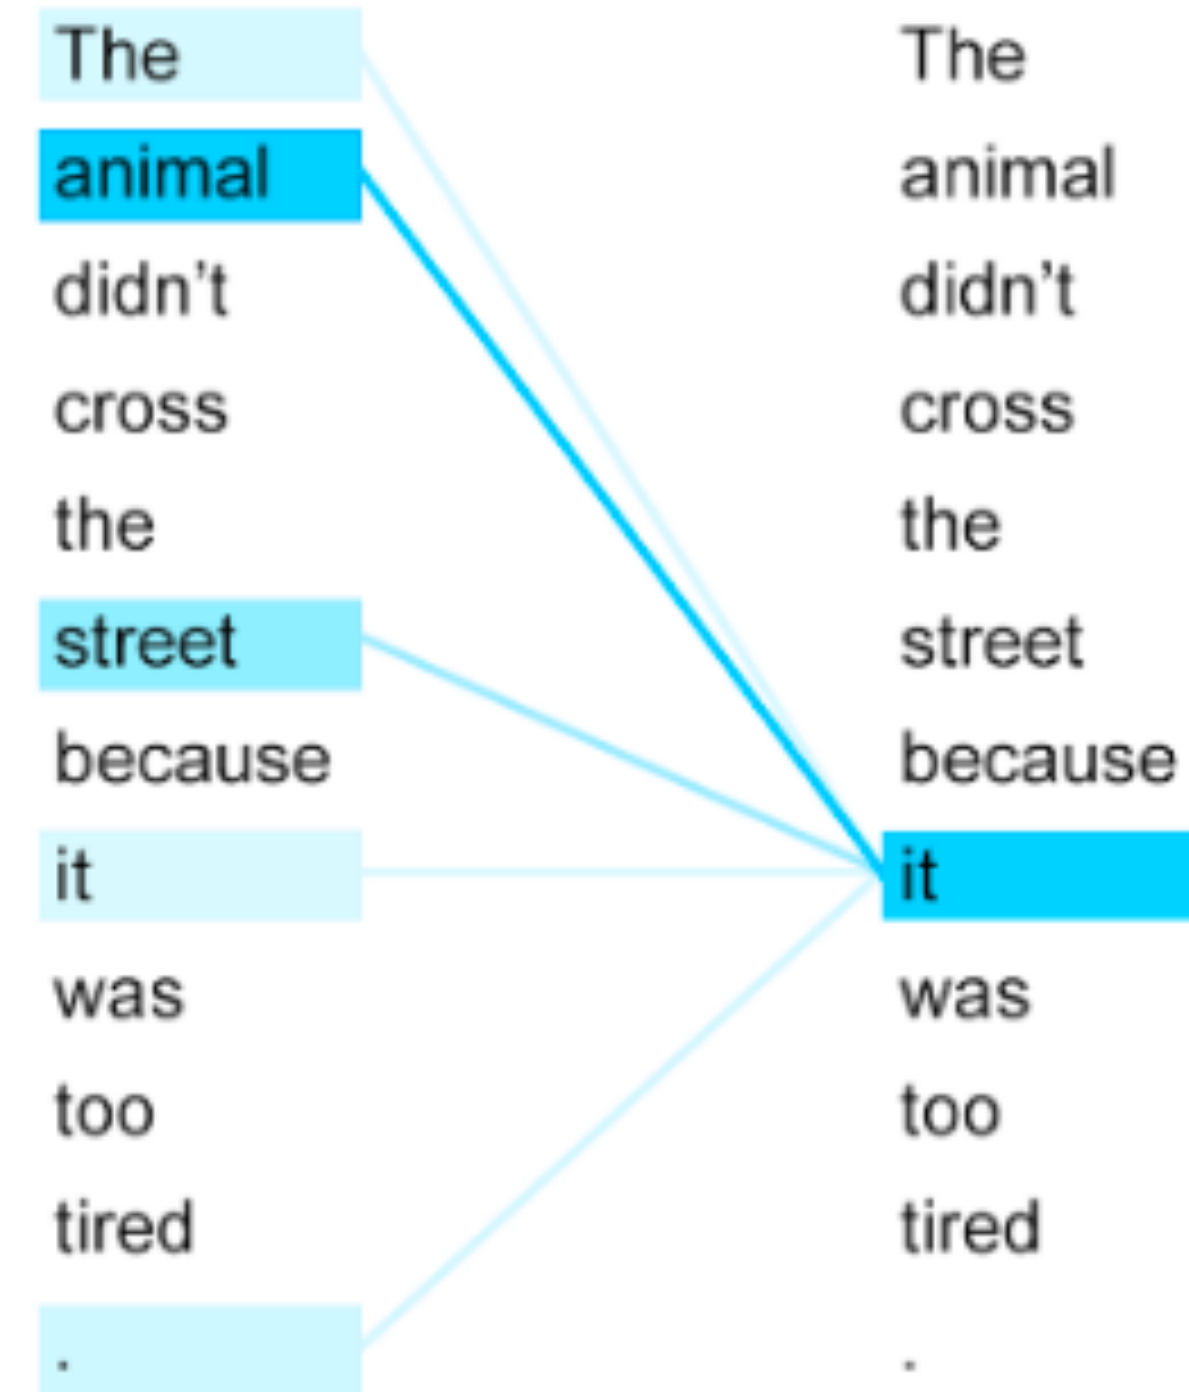 The The
animal animal
didn’t didn’t
cross cross
the the
street street
because because
it it
was was
too too
tired tired
. .